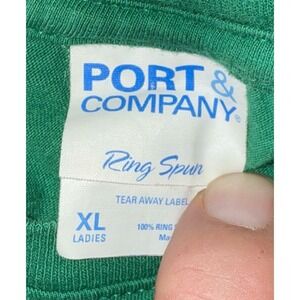 PORT &
COMPANY®
Ring Spun
TEAR AWAY LABEL
XL
LADIES
100% RING